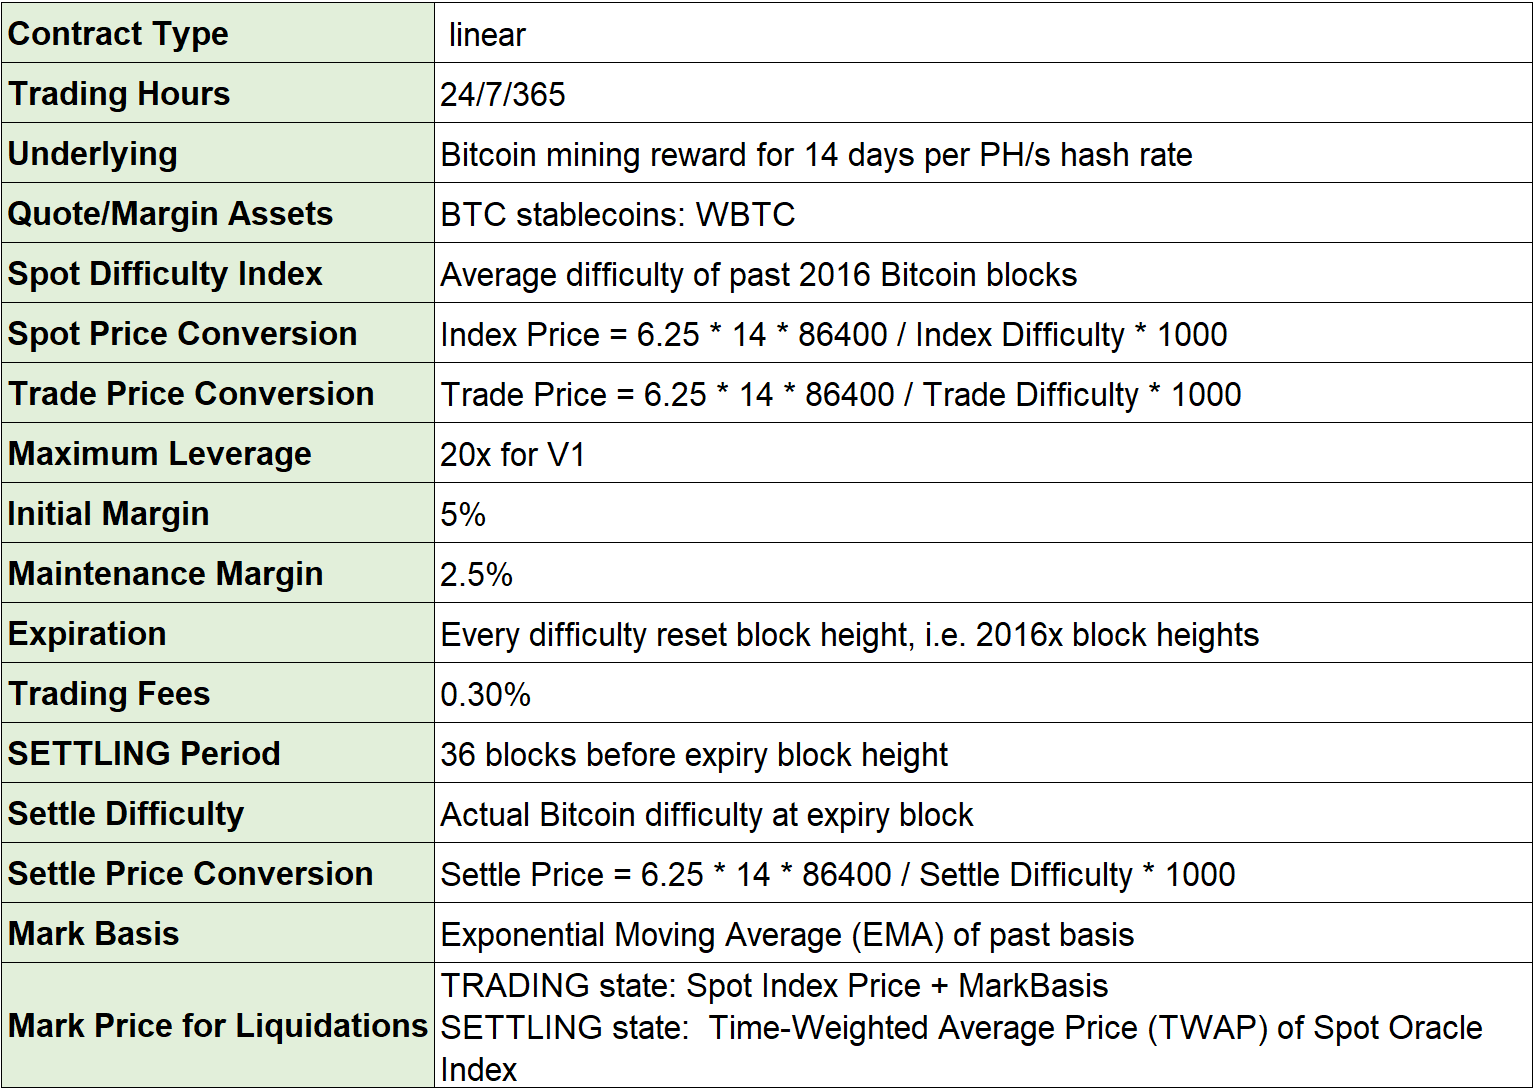 Contract Type linear
Trading Hours 24/7/365
Underlying Bitcoin mining reward for 14 days per PH/s hash rate
Quote/Margin Assets BTC stablecoins: WBTC
Spot Difficulty Index Average difficulty of past 2016 Bitcoin blocks
Spot Price Conversion Index Price = 6.25 * 14 * 86400 / Index Difficulty * 1000
Trade Price Conversion Trade Price = 6.25 * 14 * 86400 / Trade Difficulty * 1000
Maximum Leverage 20x for V1
Initial Margin 5%
Maintenance Margin 2.5%
Expiration Every difficulty reset block height, i.e. 2016x block heights
Trading Fees 0.30%
SETTLING Period 36 blocks before expiry block height
Settle Difficulty Actual Bitcoin difficulty at expiry block
Settle Price Conversion Settle Price = 6.25 * 14 * 86400 / Settle Difficulty * 1000
Mark Basis Exponential Moving Average (EMA) of past basis
Mark Price for Liquidations TRADING state: Spot Index Price + MarkBasis
SETTLING state:  Time-Weighted Average Price (TWAP) of Spot Oracle
Index